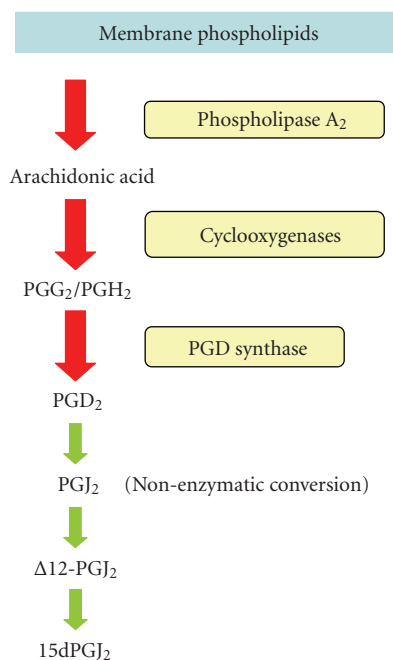 Membrane phospholipids
Phospholipase A₂
Arachidonic acid
Cyclooxygenases
PGG₂/PGH₂
PGD synthase
PGD₂
PGJ₂ (Non-enzymatic conversion)
Δ12-PGJ₂
15dPGJ₂